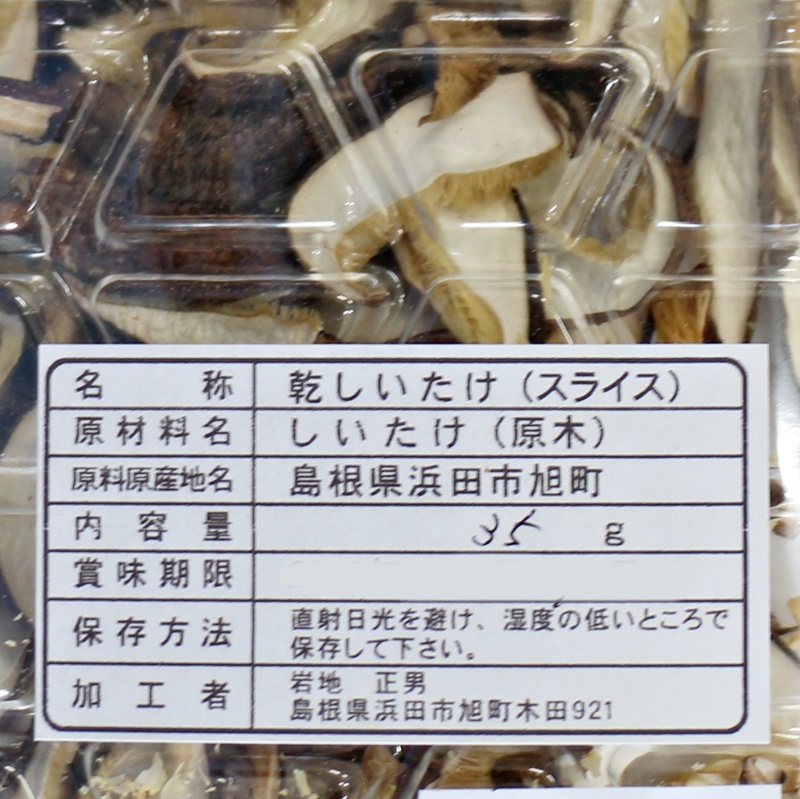 名称 乾しいたけ（スライス）
原材料名 しいたけ（原木）
原料原産地名 島根県浜田市旭町
内容量 35 g
賞味期限
保存方法 直射日光を避け、湿度の低いところで
保存して下さい。
加工者 岩地 正男
島根県浜田市旭町木田921